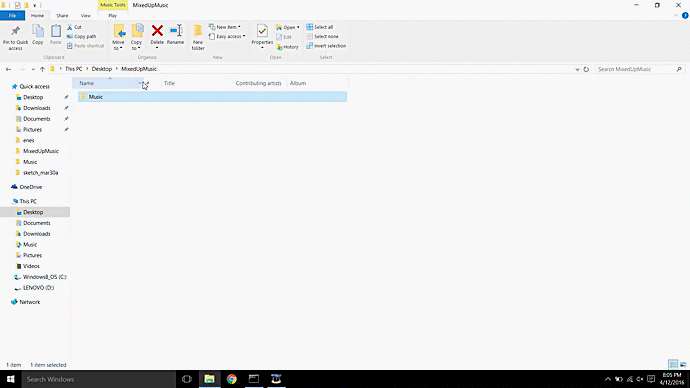 Music Tools
MixedUpMusic
File
Home
Share
View
Play
Pin to Quick access
Copy
Paste
Cut
Copy path
Paste shortcut
Clipboard
Move to
Copy to
Delete
Rename
Organize
New folder
New item
Easy access
New
Properties
Open
Edit
History
Open
Select all
Select none
Invert selection
Select
This PC > Desktop > MixedUpMusic
Search MixedUpMusic
Name
Title
Contributing artists
Album
Music
Quick access
Desktop
Downloads
Documents
Pictures
enes
MixedUpMusic
Music
sketch_mar30a
OneDrive
This PC
Desktop
Documents
Downloads
Music
Pictures
Videos
Windows8_OS (C:)
LENOVO (D:)
Network
1 item
1 item selected
Search Windows
8:05 PM
4/12/2016